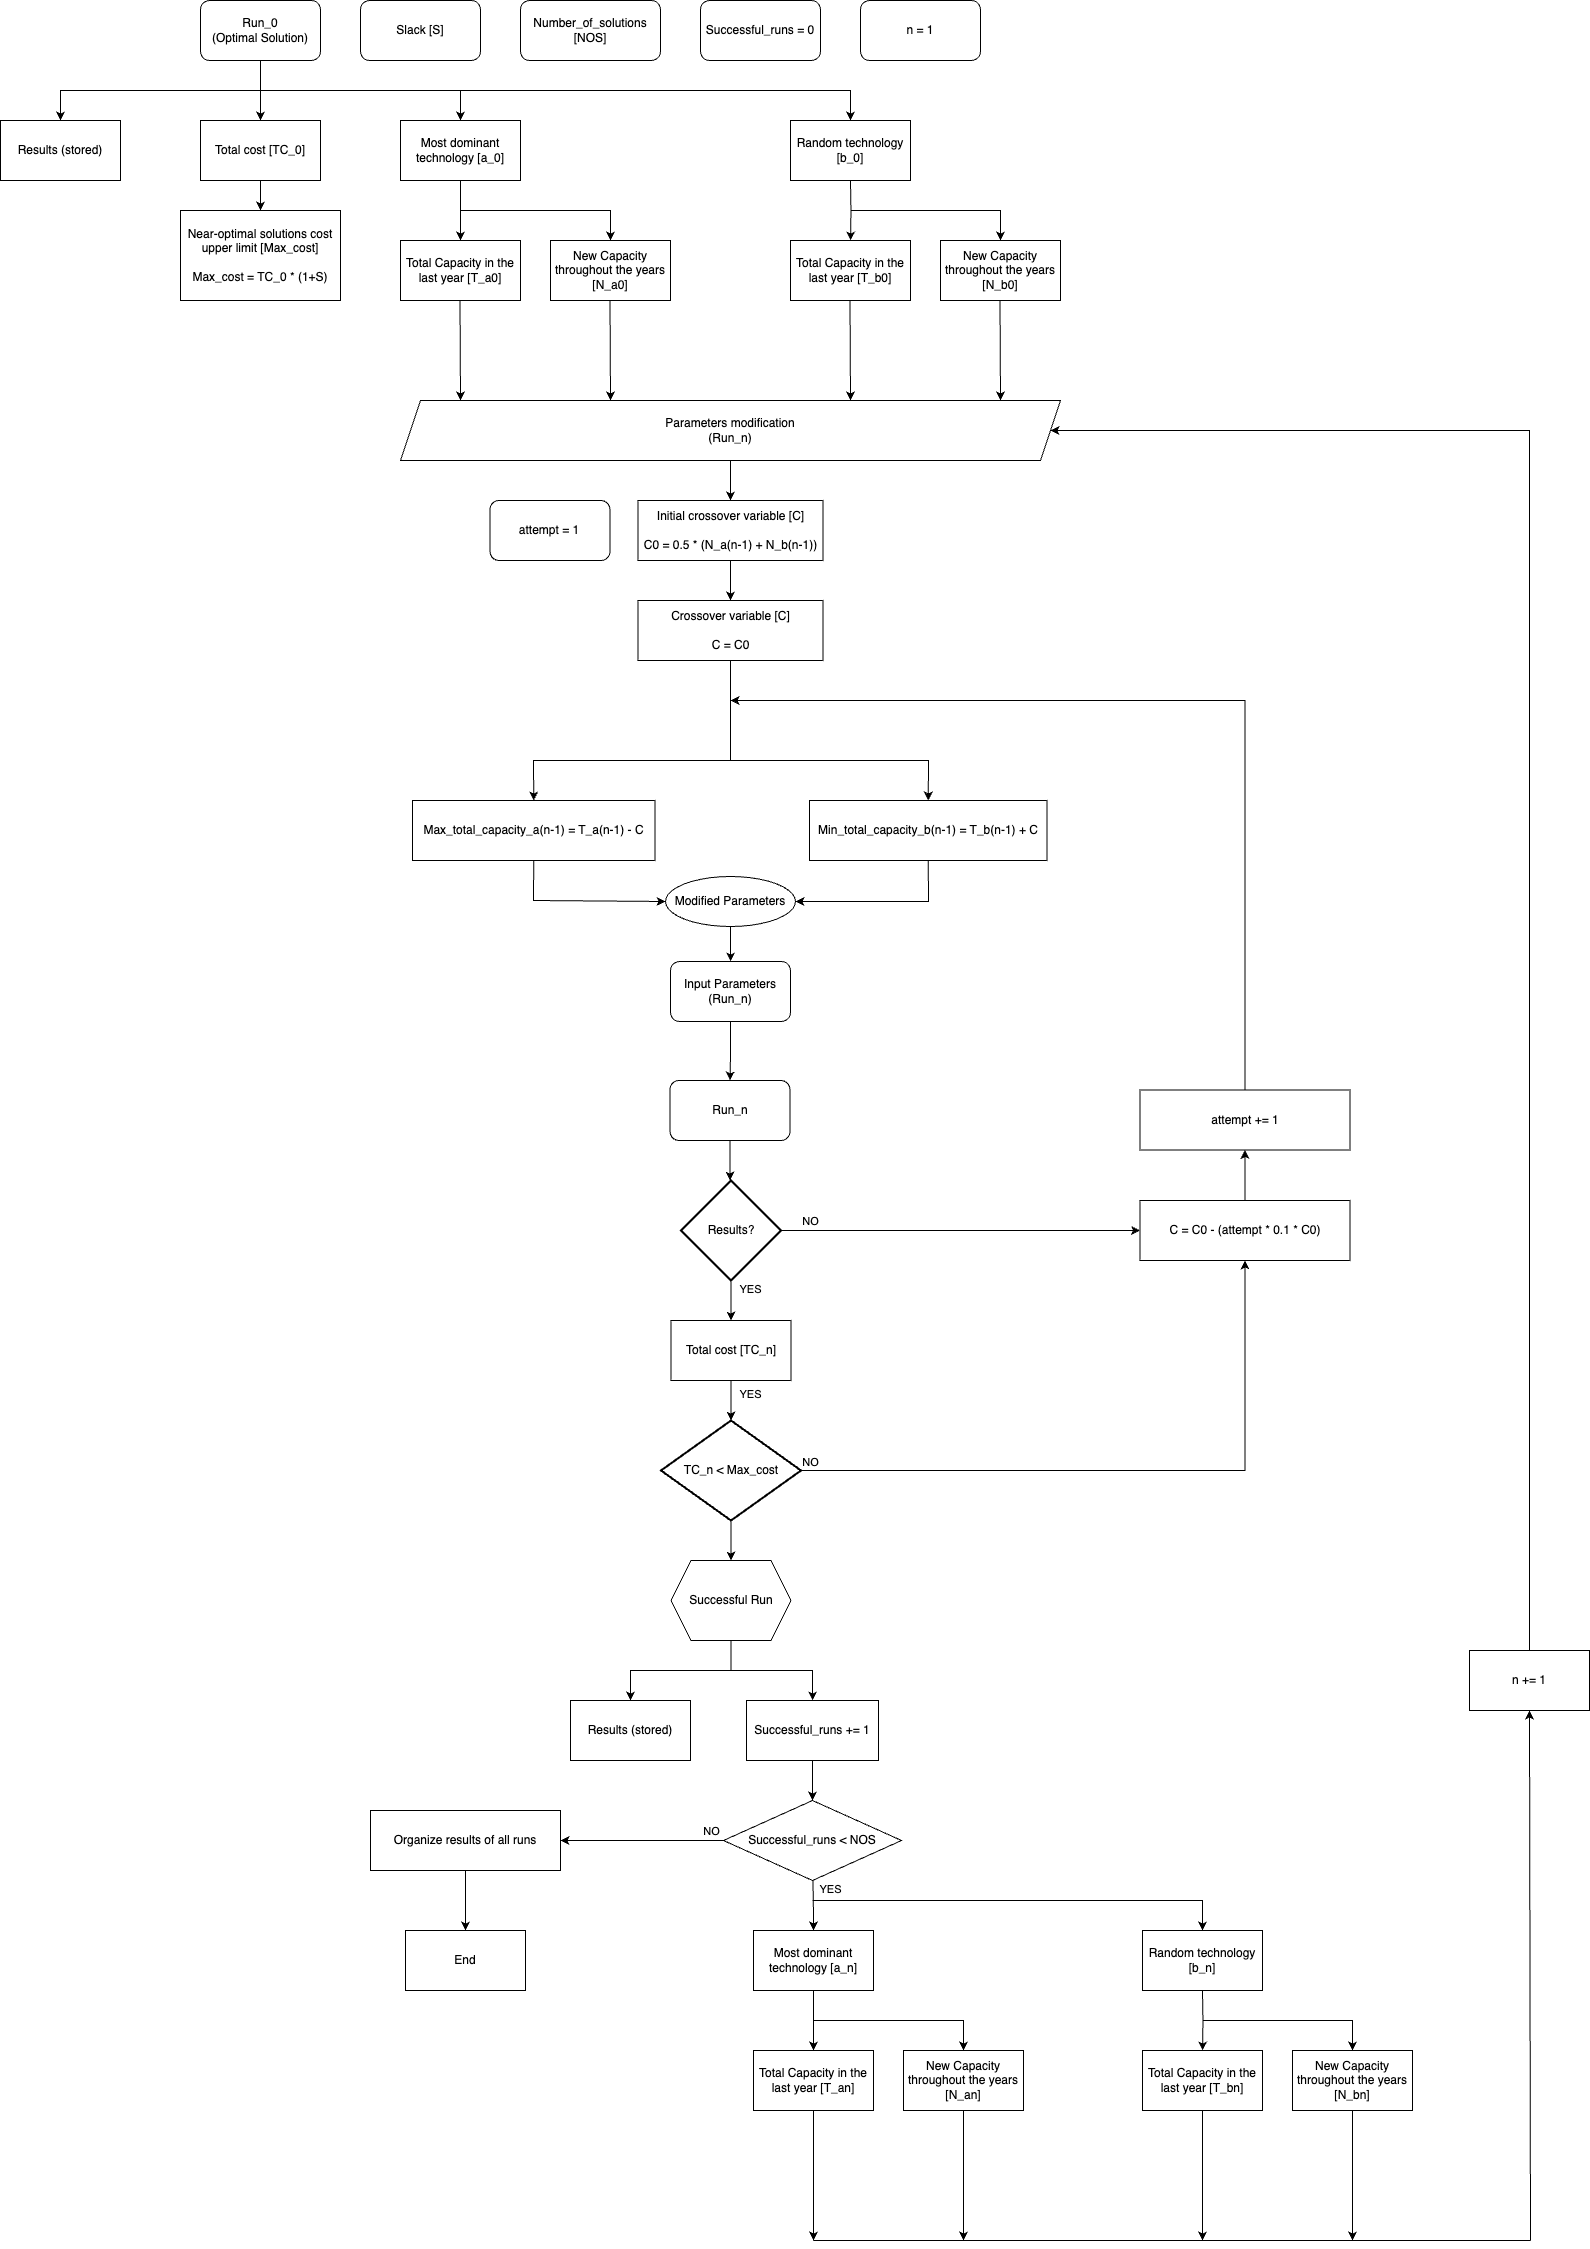 Run_0
(Optimal Solution)
Slack [S]
Number_of_solutions
[NOS]
Successful_runs = 0
n = 1
Results (stored)
Total cost [TC_0]
Most dominant
technology [a_0]
Random technology
[b_0]
Near-optimal solutions cost
upper limit [Max_cost]
Max_cost = TC_0 * (1+S)
Total Capacity in the
last year [T_a0]
New Capacity
throughout the years
[N_a0]
Total Capacity in the
last year [T_b0]
New Capacity
throughout the years
[N_b0]
Parameters modification
(Run_n)
attempt = 1
Initial crossover variable [C]
C0 = 0.5 * (N_a(n-1) + N_b(n-1))
Crossover variable [C]
C = C0
Max_total_capacity_a(n-1) = T_a(n-1) - C
Min_total_capacity_b(n-1) = T_b(n-1) + C
Modified Parameters
Input Parameters
(Run_n)
Run_n
attempt += 1
Results?
NO
C = C0 - (attempt * 0.1 * C0)
YES
Total cost [TC_n]
YES
TC_n < Max_cost
NO
Successful Run
n += 1
Results (stored)
Successful_runs += 1
Organize results of all runs
NO
Successful_runs < NOS
YES
End
Most dominant
technology [a_n]
Random technology
[b_n]
Total Capacity in the
last year [T_an]
New Capacity
throughout the years
[N_an]
Total Capacity in the
last year [T_bn]
New Capacity
throughout the years
[N_bn]